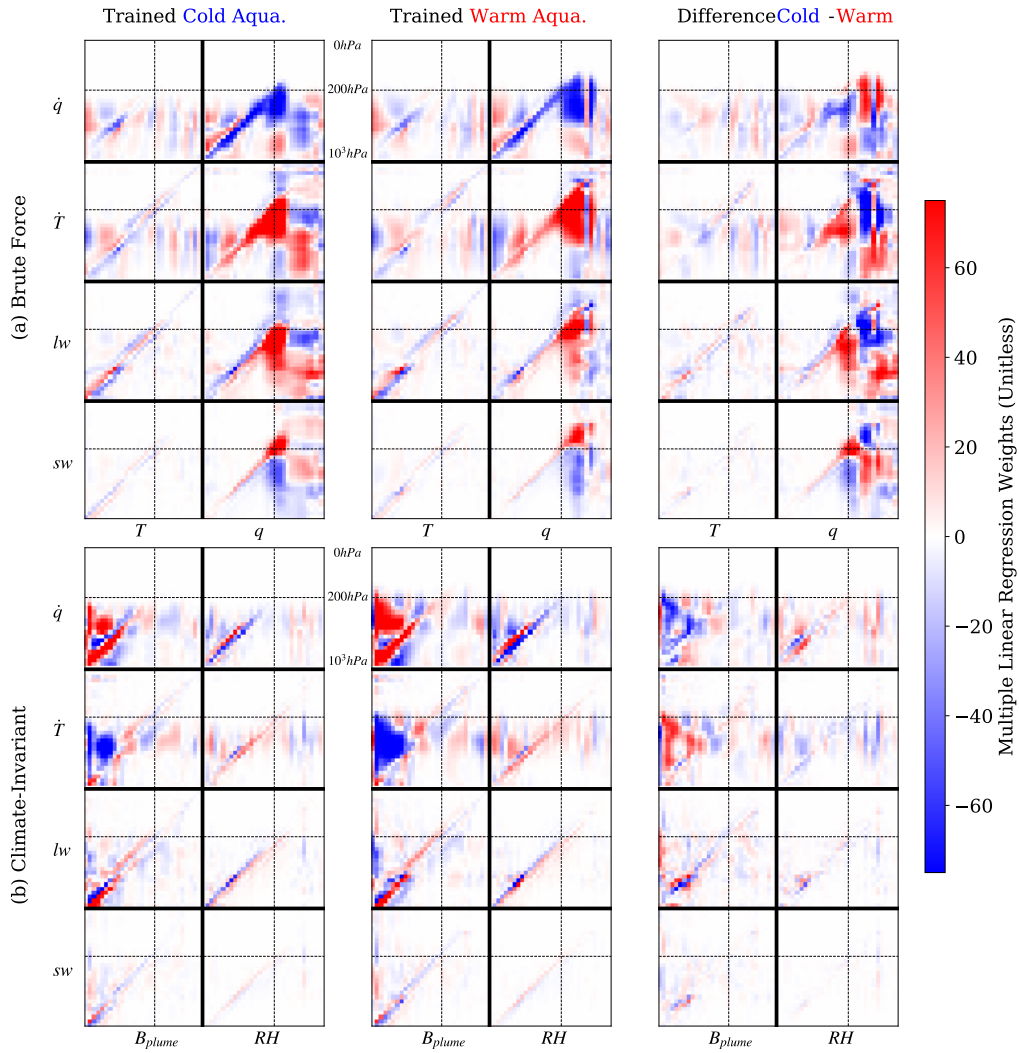 Trained Cold Aqua. Trained Warm Aqua. DifferenceCold -Warm
(a) Brute Force
q̇
0hPa
200hPa
10³hPa
Ṫ
lw
sw
T q T q T q
(b) Climate-Invariant
q̇
0hPa
200hPa
10³hPa
Ṫ
lw
sw
B_plume RH B_plume RH B_plume RH
60
40
20
0
−20
−40
−60
Multiple Linear Regression Weights (Unitless)